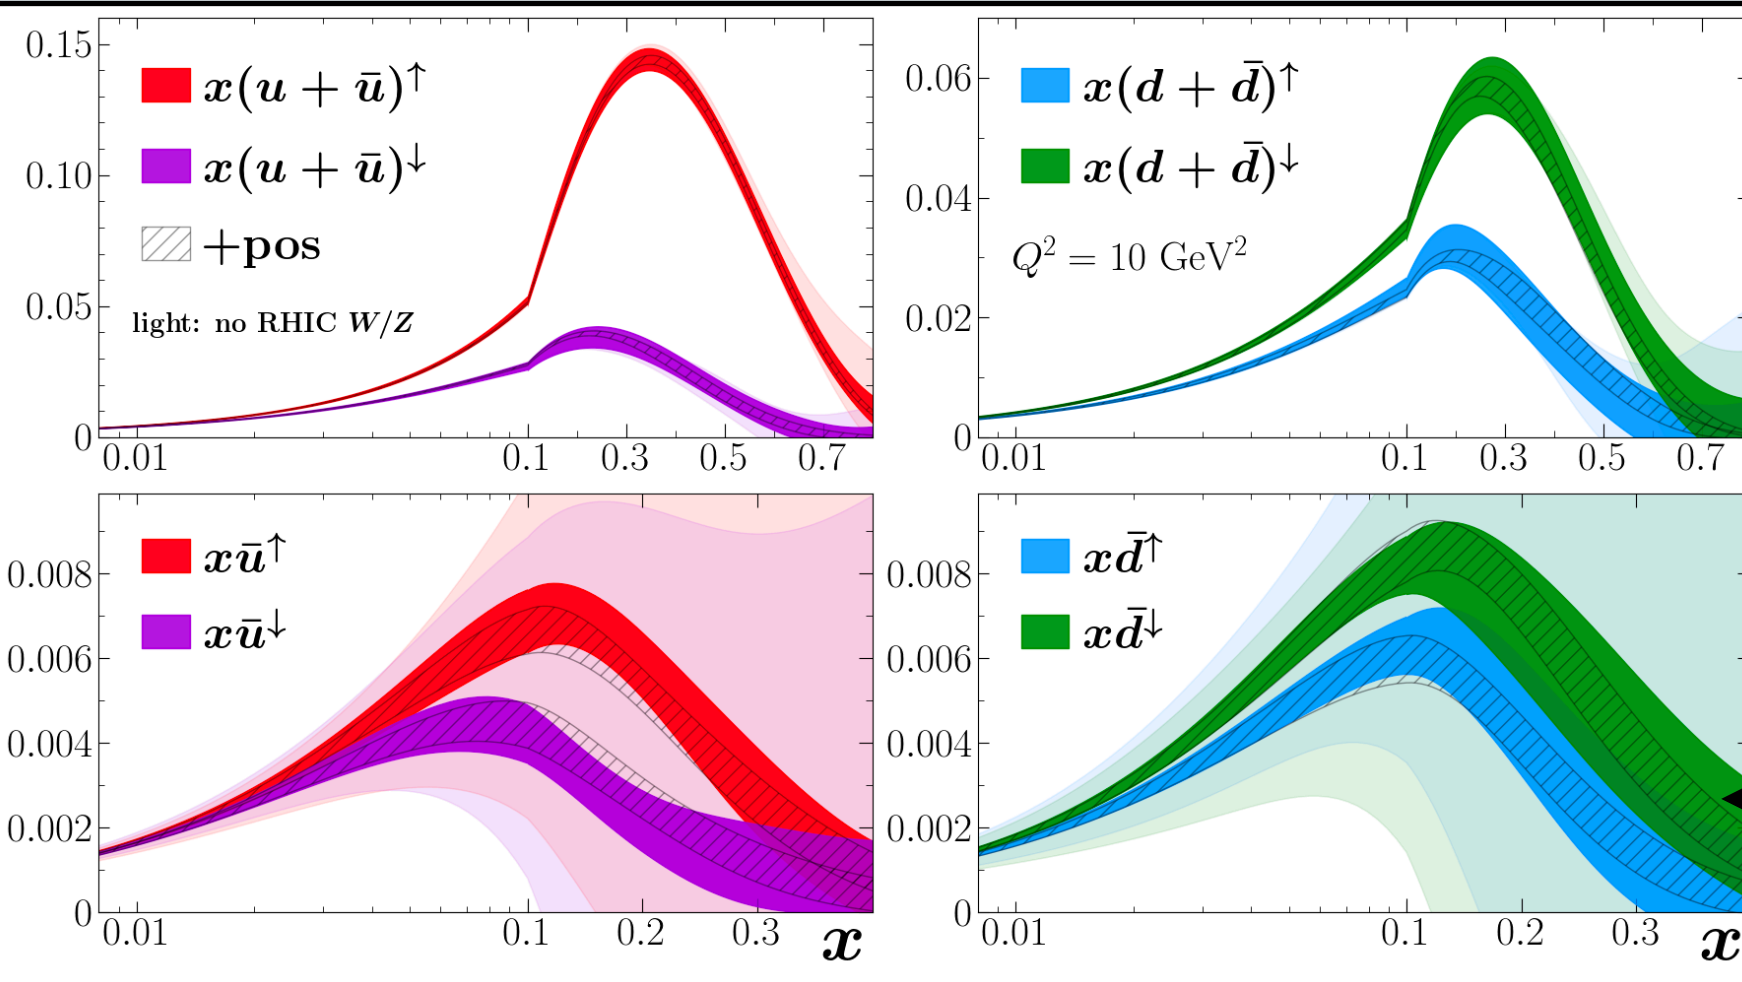 0.15
0.10
0.05
0
x(u + ū)↑
x(u + ū)↓
+pos
light: no RHIC W/Z
0.01 0.1 0.3 0.5 0.7
0.06
0.04
0.02
0
x(d + d̄)↑
x(d + d̄)↓
Q² = 10 GeV²
0.01 0.1 0.3 0.5 0.7
0.008
0.006
0.004
0.002
0
xū↑
xū↓
0.01 0.1 0.2 0.3 x
0.008
0.006
0.004
0.002
0
xd̄↑
xd̄↓
0.01 0.1 0.2 0.3 x